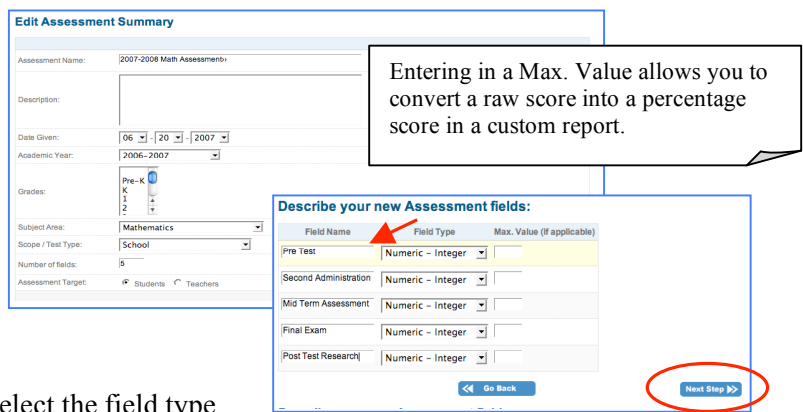 Edit Assessment Summary
Assessment Name: 2007-2008 Math Assessment››
Description:
Date Given: 06 - 20 - 2007
Academic Year: 2006-2007
Grades: Pre-K
K
1
2
Subject Area: Mathematics
Scope / Test Type: School
Number of fields: 5
Assessment Target: Students Teachers
Entering in a Max. Value allows you to
convert a raw score into a percentage
score in a custom report.
Describe your new Assessment fields:
Field Name Field Type Max. Value (if applicable)
Pre Test Numeric - Integer
Second Administration Numeric - Integer
Mid Term Assessment Numeric - Integer
Final Exam Numeric - Integer
Post Test Research Numeric - Integer
Go Back Next Step
elect the field type